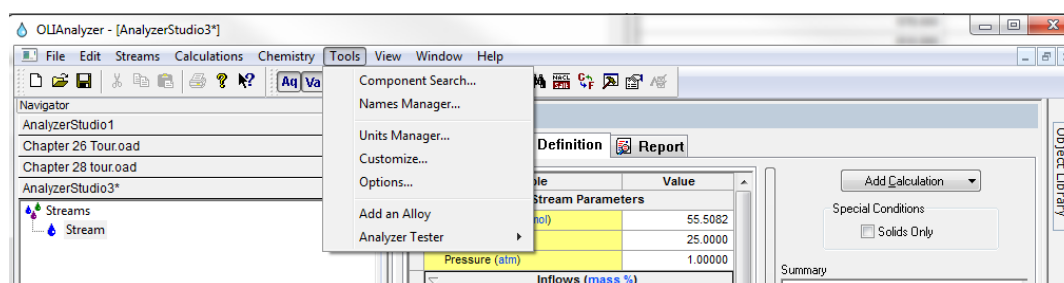 OLIAnalyzer - [AnalyzerStudio3*]
File Edit Streams Calculations Chemistry Tools View Window Help
Aq Va
Component Search...
Names Manager...
Units Manager...
Customize...
Options...
Add an Alloy
Analyzer Tester
Navigator
AnalyzerStudio1
Chapter 26 Tour.oad
Chapter 28 tour.oad
AnalyzerStudio3*
Streams
Stream
Definition Report
Value
Stream Parameters
55.5082
25.0000
Pressure (atm) 1.00000
Inflows (mass %)
Add Calculation
Special Conditions
Solids Only
Summary
Object Library